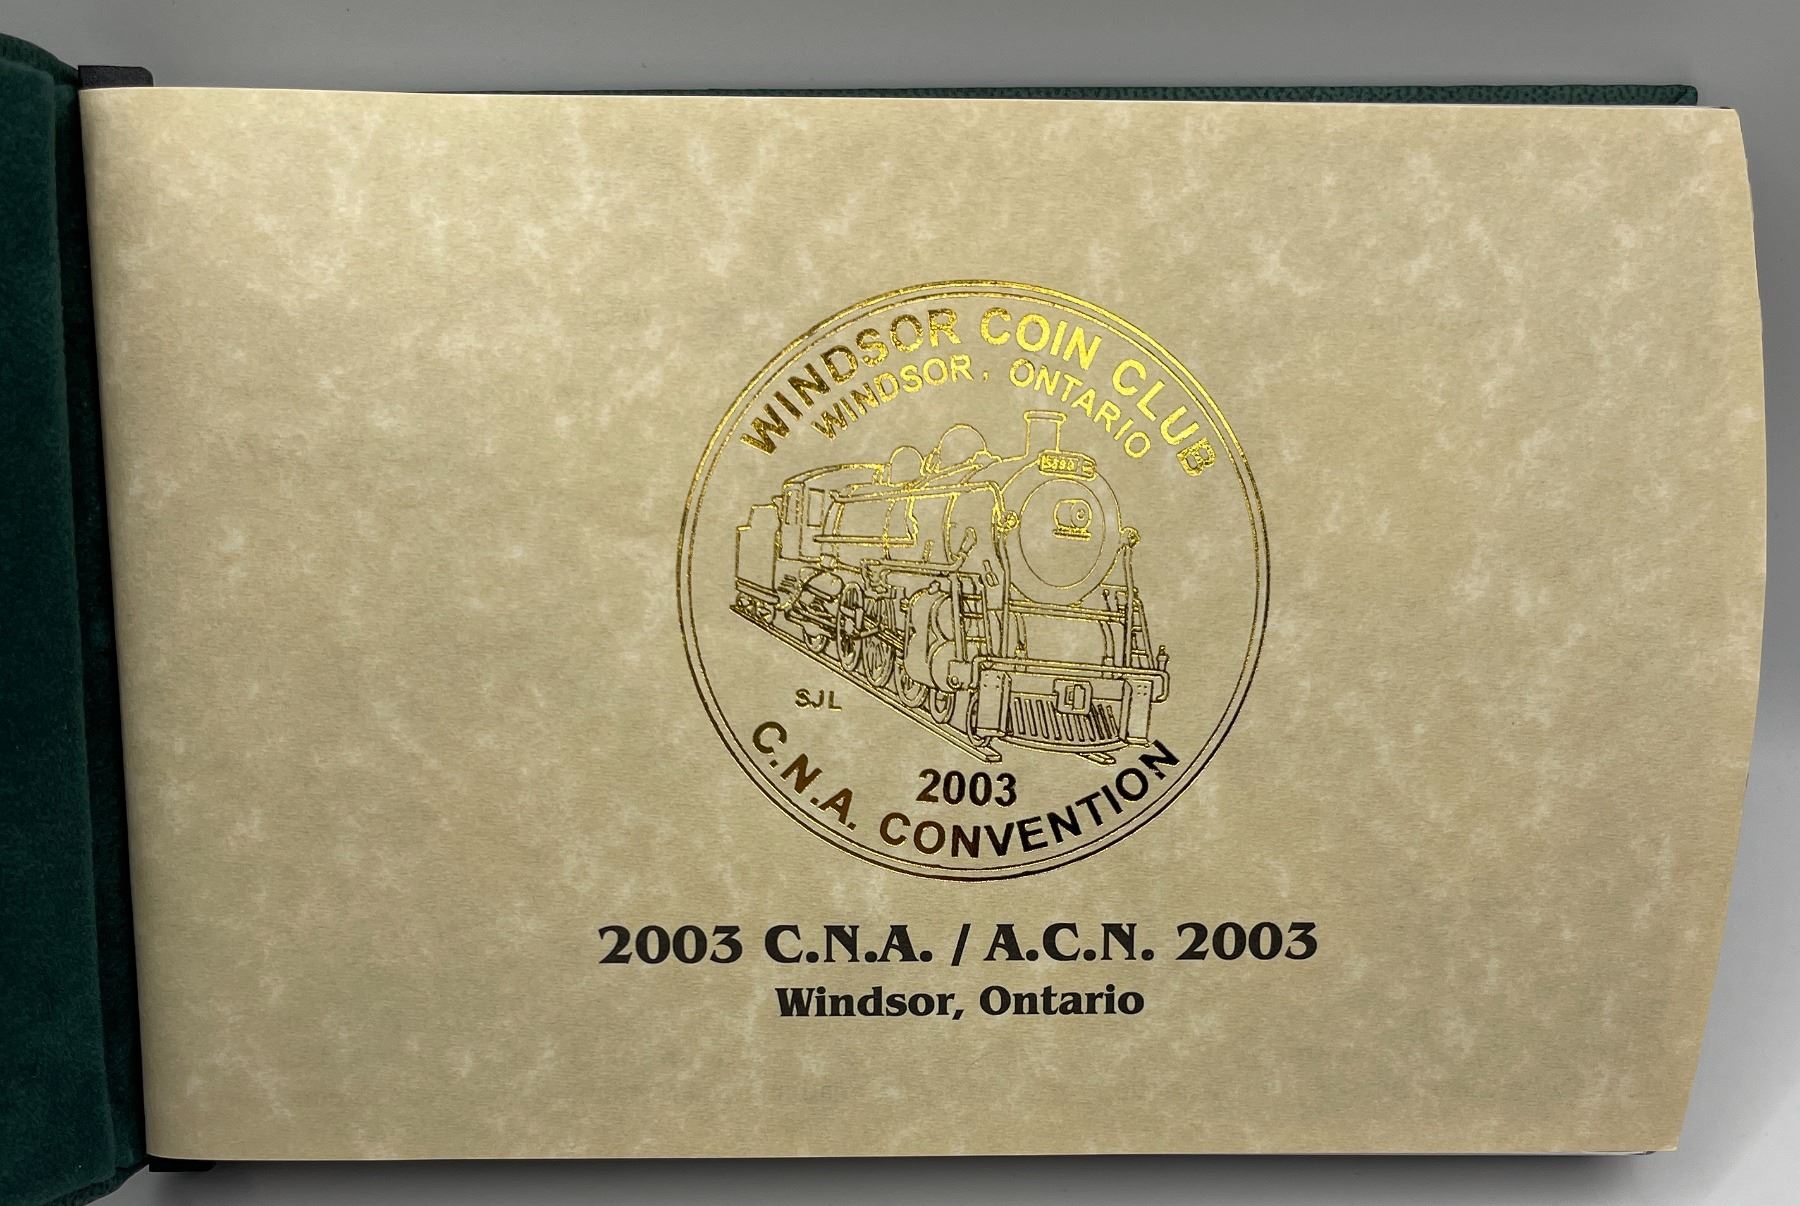 WINDSOR COIN CLUB
WINDSOR, ONTARIO
SJL
2003
C.N.A. CONVENTION
2003 C.N.A. / A.C.N. 2003
Windsor, Ontario